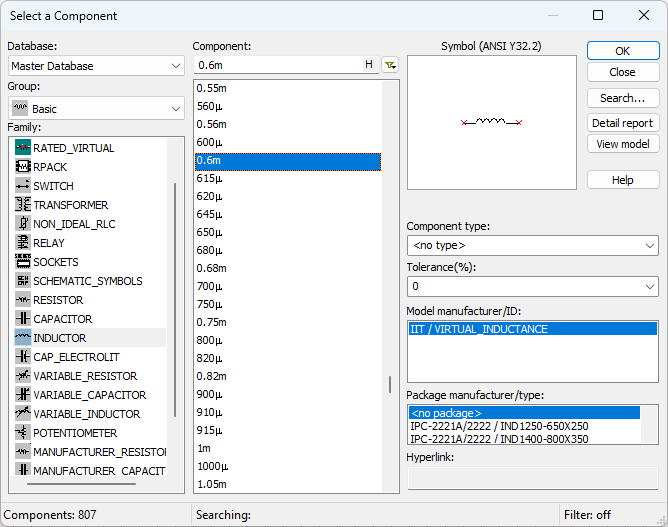 Select a Component
Database:
Master Database
Group:
Basic
Family:
RATED_VIRTUAL
RPACK
SWITCH
TRANSFORMER
NON_IDEAL_RLC
RELAY
SOCKETS
SCHEMATIC_SYMBOLS
RESISTOR
CAPACITOR
INDUCTOR
CAP_ELECTROLIT
VARIABLE_RESISTOR
VARIABLE_CAPACITOR
VARIABLE_INDUCTOR
POTENTIOMETER
MANUFACTURER_RESISTO
MANUFACTURER_CAPACIT
Component:
0.6m H
0.55m
560µ
0.56m
600µ
0.6m
615µ
620µ
645µ
650µ
680µ
0.68m
700µ
750µ
0.75m
800µ
820µ
0.82m
900µ
910µ
915µ
1m
1000µ
1.05m
Symbol (ANSI Y32.2)
Component type:
<no type>
Tolerance(%):
0
Model manufacturer/ID:
IIT / VIRTUAL_INDUCTANCE
Package manufacturer/type:
<no package>
IPC-2221A/2222 / IND1250-650X250
IPC-2221A/2222 / IND1400-800X350
Hyperlink:
OK
Close
Search...
Detail report
View model
Help
Components: 807
Searching:
Filter: off